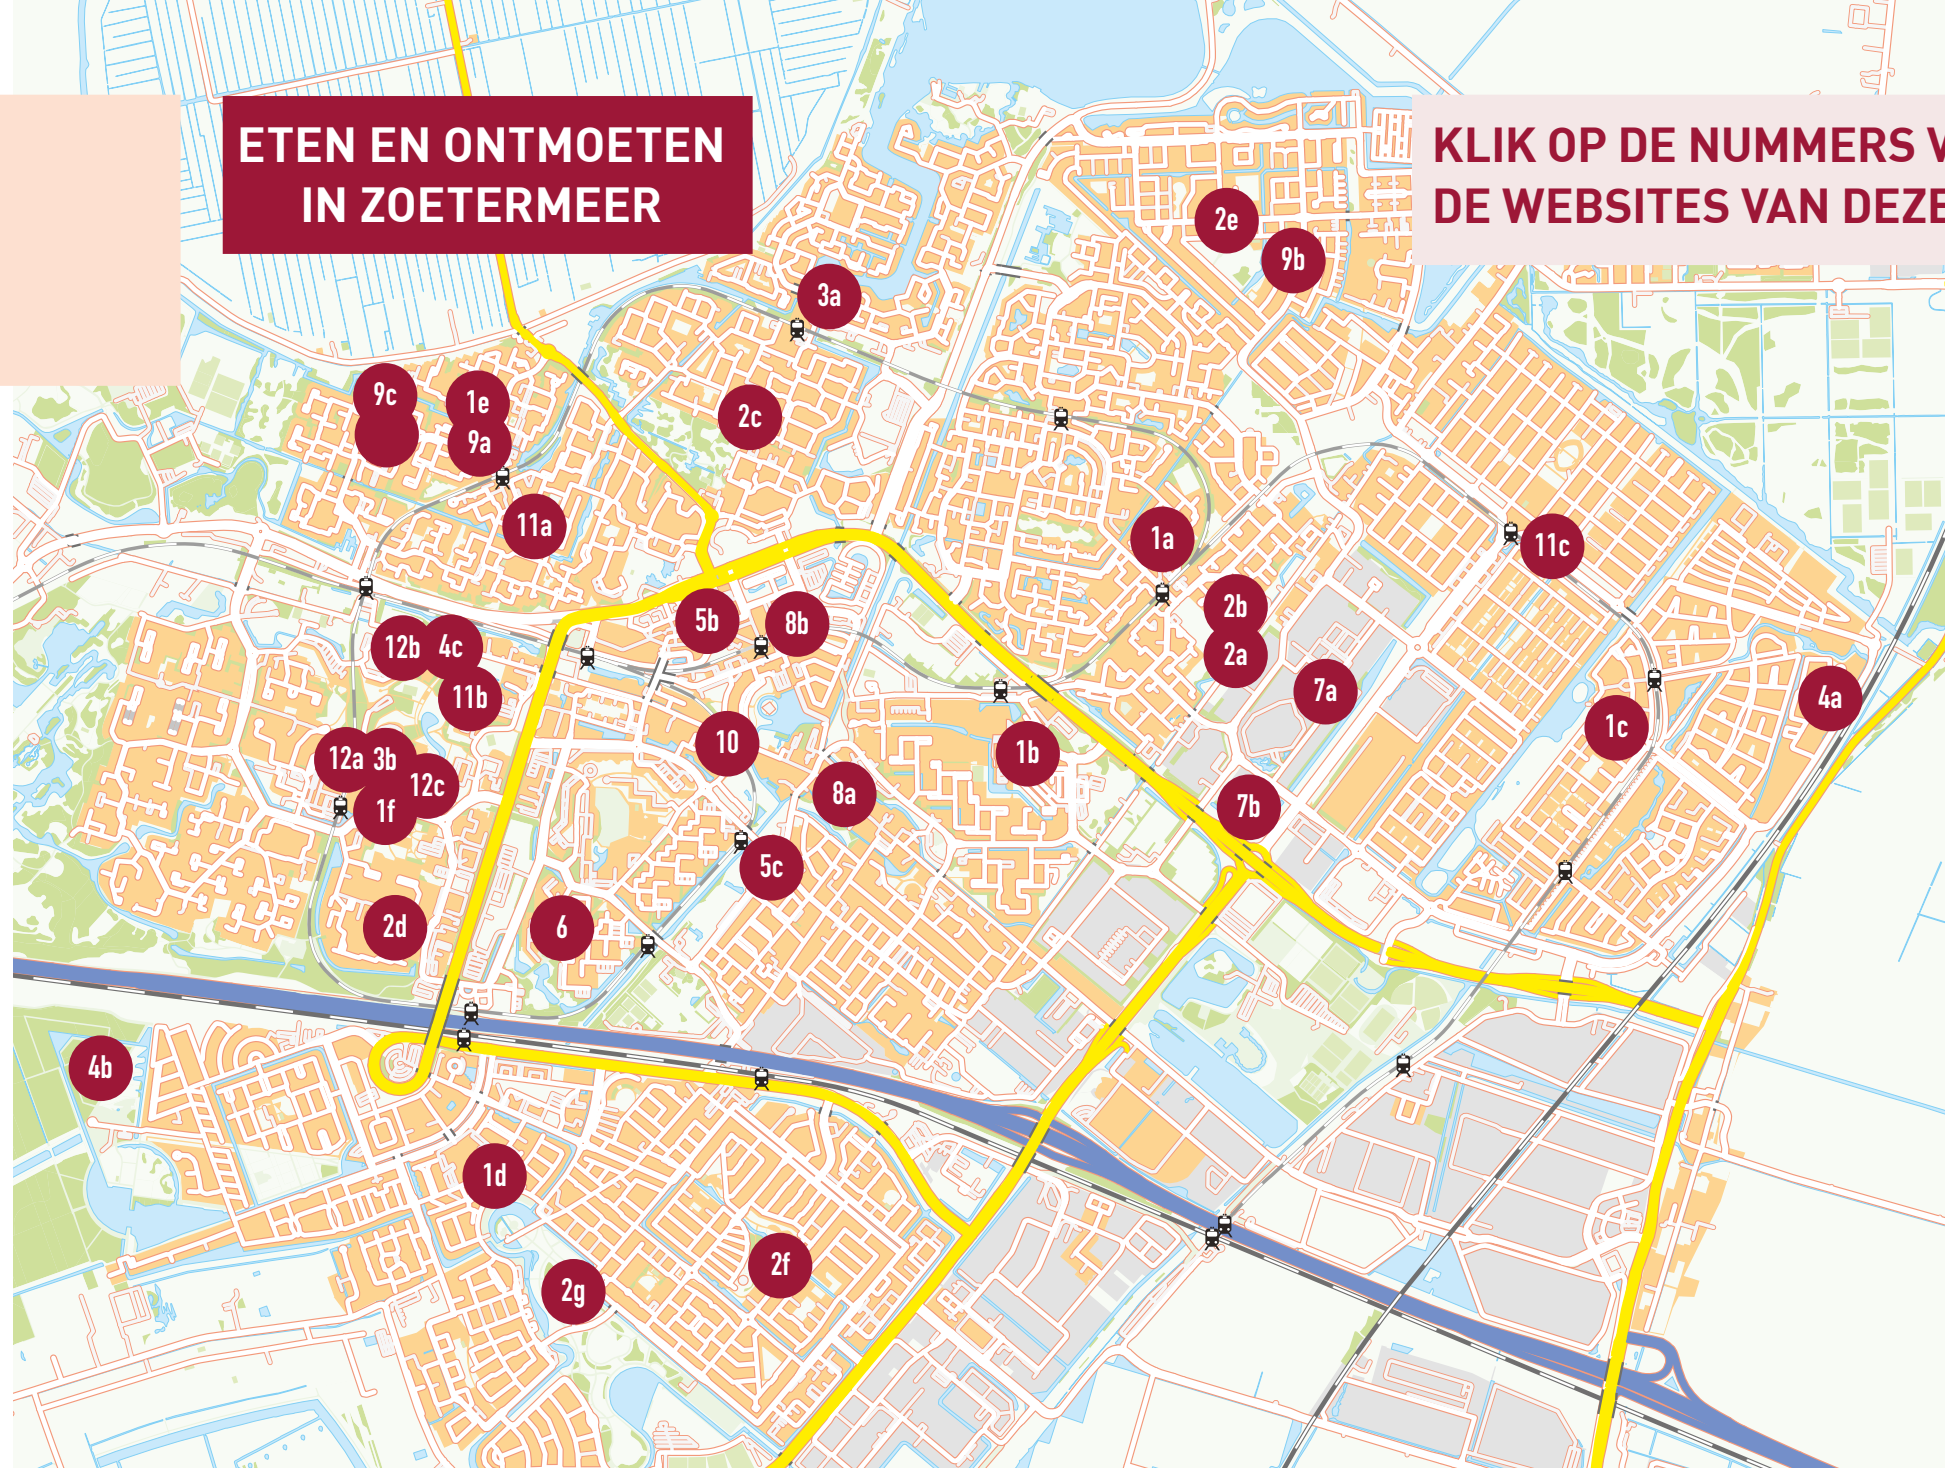 ETEN EN ONTMOETEN
IN ZOETERMEER
KLIK OP DE NUMMERS V
DE WEBSITES VAN DEZE
2e
9b
3a
9c
1e
2c
9a
11a
1a
11c
5b
8b
2b
12b
4c
2a
11b
7a
4a
1c
10
1b
12a
3b
12c
8a
1f
7b
5c
2d
6
4b
1d
2f
2g